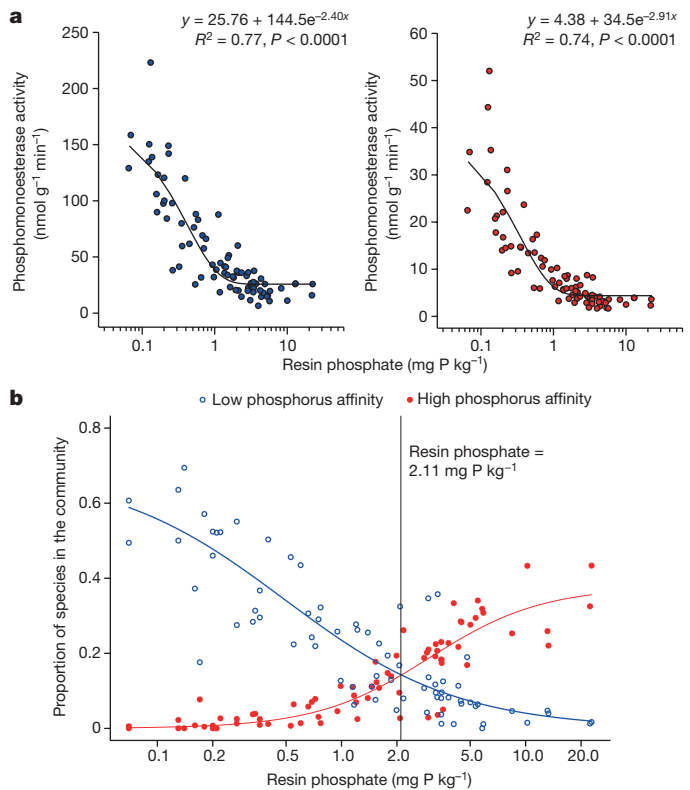 a
y = 25.76 + 144.5e–2.40x
R2 = 0.77, P < 0.0001
y = 4.38 + 34.5e–2.91x
R2 = 0.74, P < 0.0001
Phosphomonoesterase activity
(nmol g–1 min–1)
250
200
150
100
50
0
0.1
1
10
Phosphomonoesterase activity
(nmol g–1 min–1)
60
50
40
30
20
10
0
0.1
1
10
Resin phosphate (mg P kg–1)
b
Low phosphorus affinity
High phosphorus affinity
Resin phosphate =
2.11 mg P kg–1
Proportion of species in the community
0.8
0.6
0.4
0.2
0
0.1
0.2
0.5
1.0
2.0
5.0
10.0
20.0
Resin phosphate (mg P kg–1)